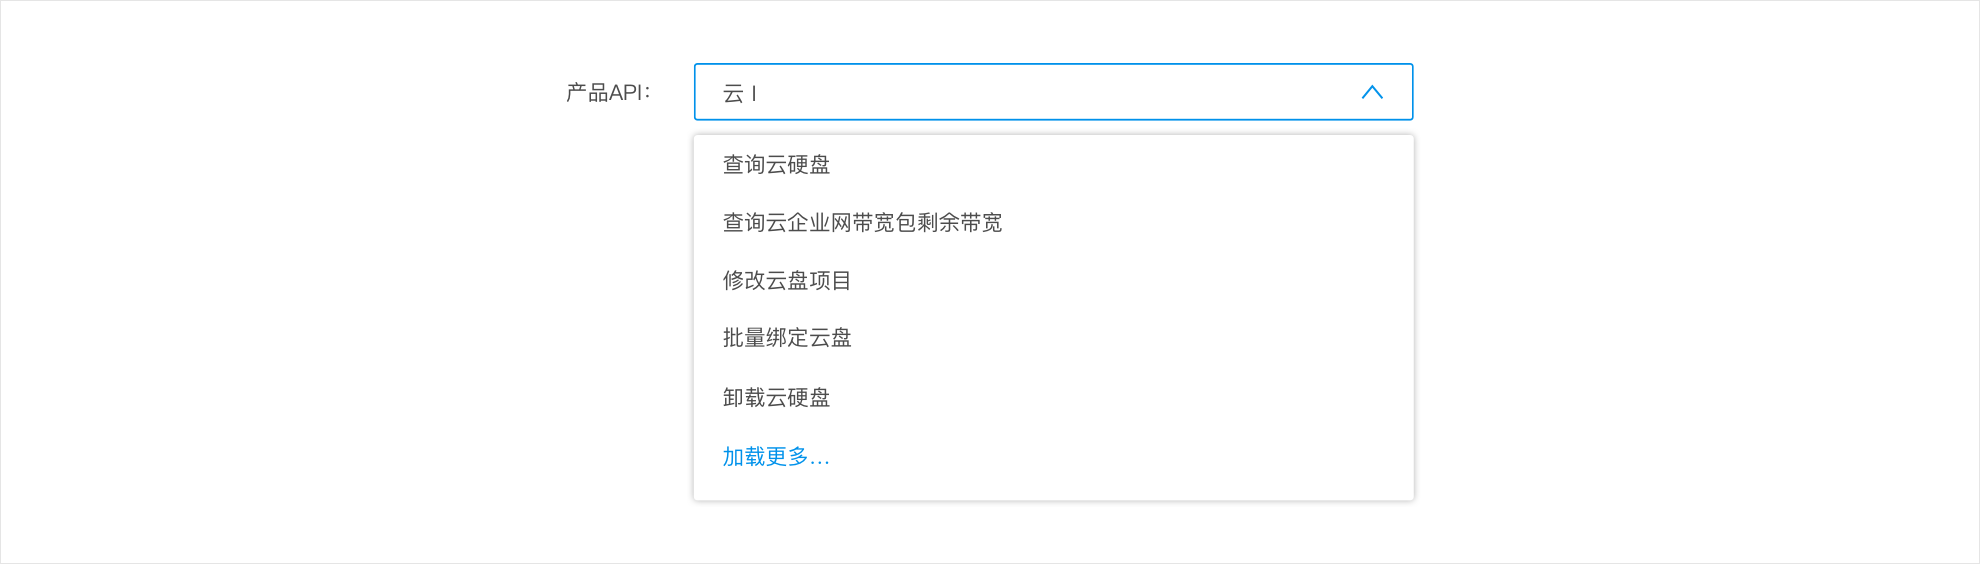 产品API： 云
查询云硬盘
查询云企业网带宽包剩余带宽
修改云盘项目
批量绑定云盘
卸载云硬盘
加载更多...